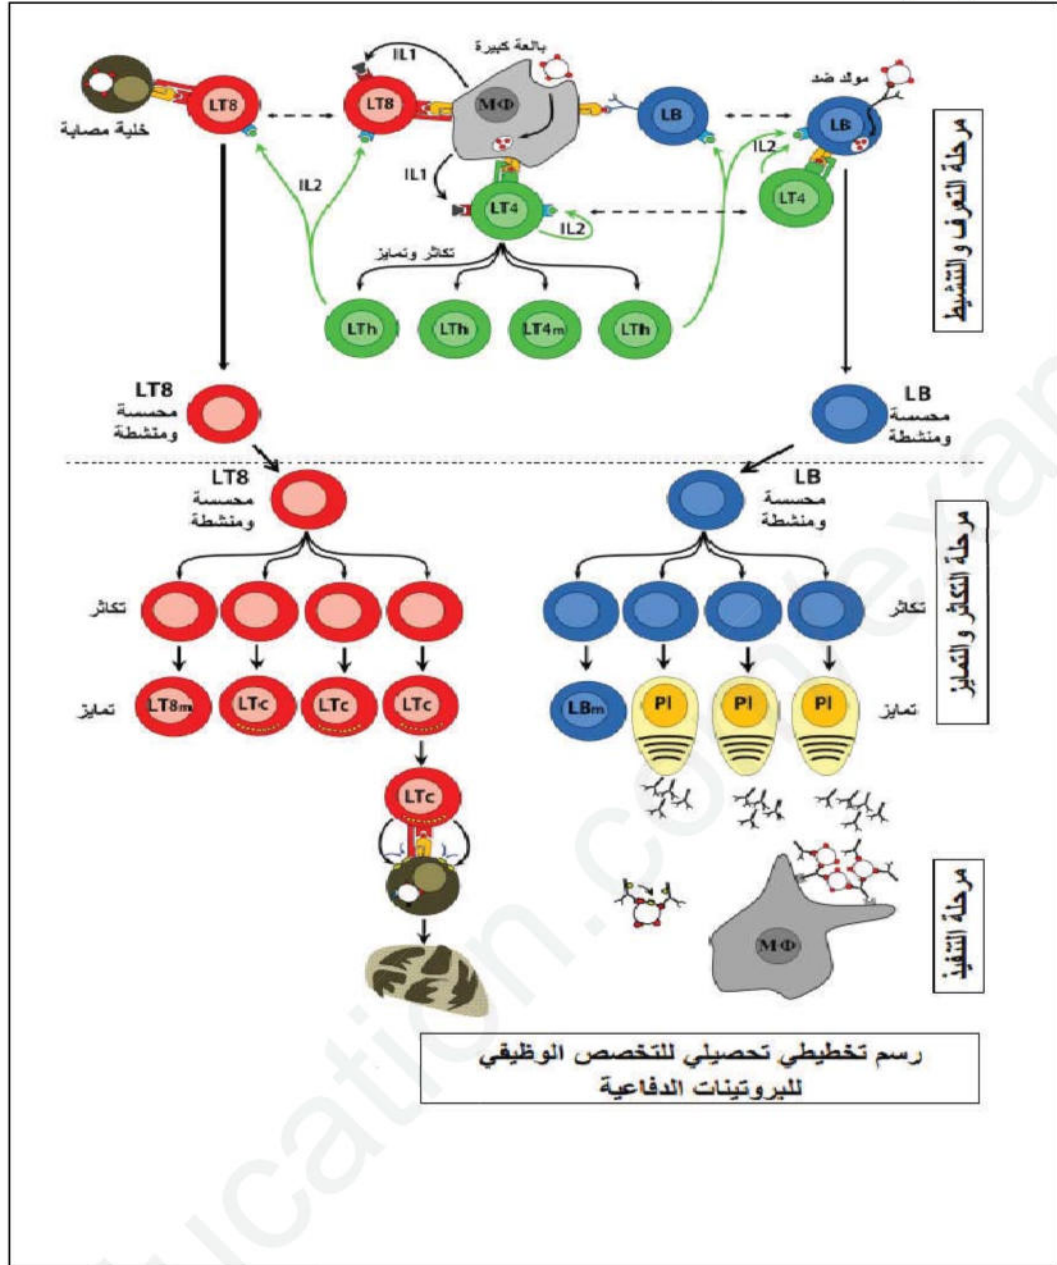 بالعة كبيرة
IL1
مولد ضد
LT8
LT8
MΦ
LB
LB
خلية مصابة
IL2
IL1
IL2
LT4
LT4
IL2
تكاثر وتمايز
LTh
LTh
LT4m
LTh
مرحلة التعرف والتنشيط
LT8
محسسة
ومنشطة
LB
محسسة
ومنشطة
LT8
محسسة
ومنشطة
LB
محسسة
ومنشطة
تكاثر
تكاثر
مرحلة التكاثر والتمايز
تمايز
LT8m
LTc
LTc
LTc
LBm
Pl
Pl
Pl
تمايز
LTc
MΦ
مرحلة التنفيذ
رسم تخطيطي تحصيلي للتخصص الوظيفي
للبروتينات الدفاعية